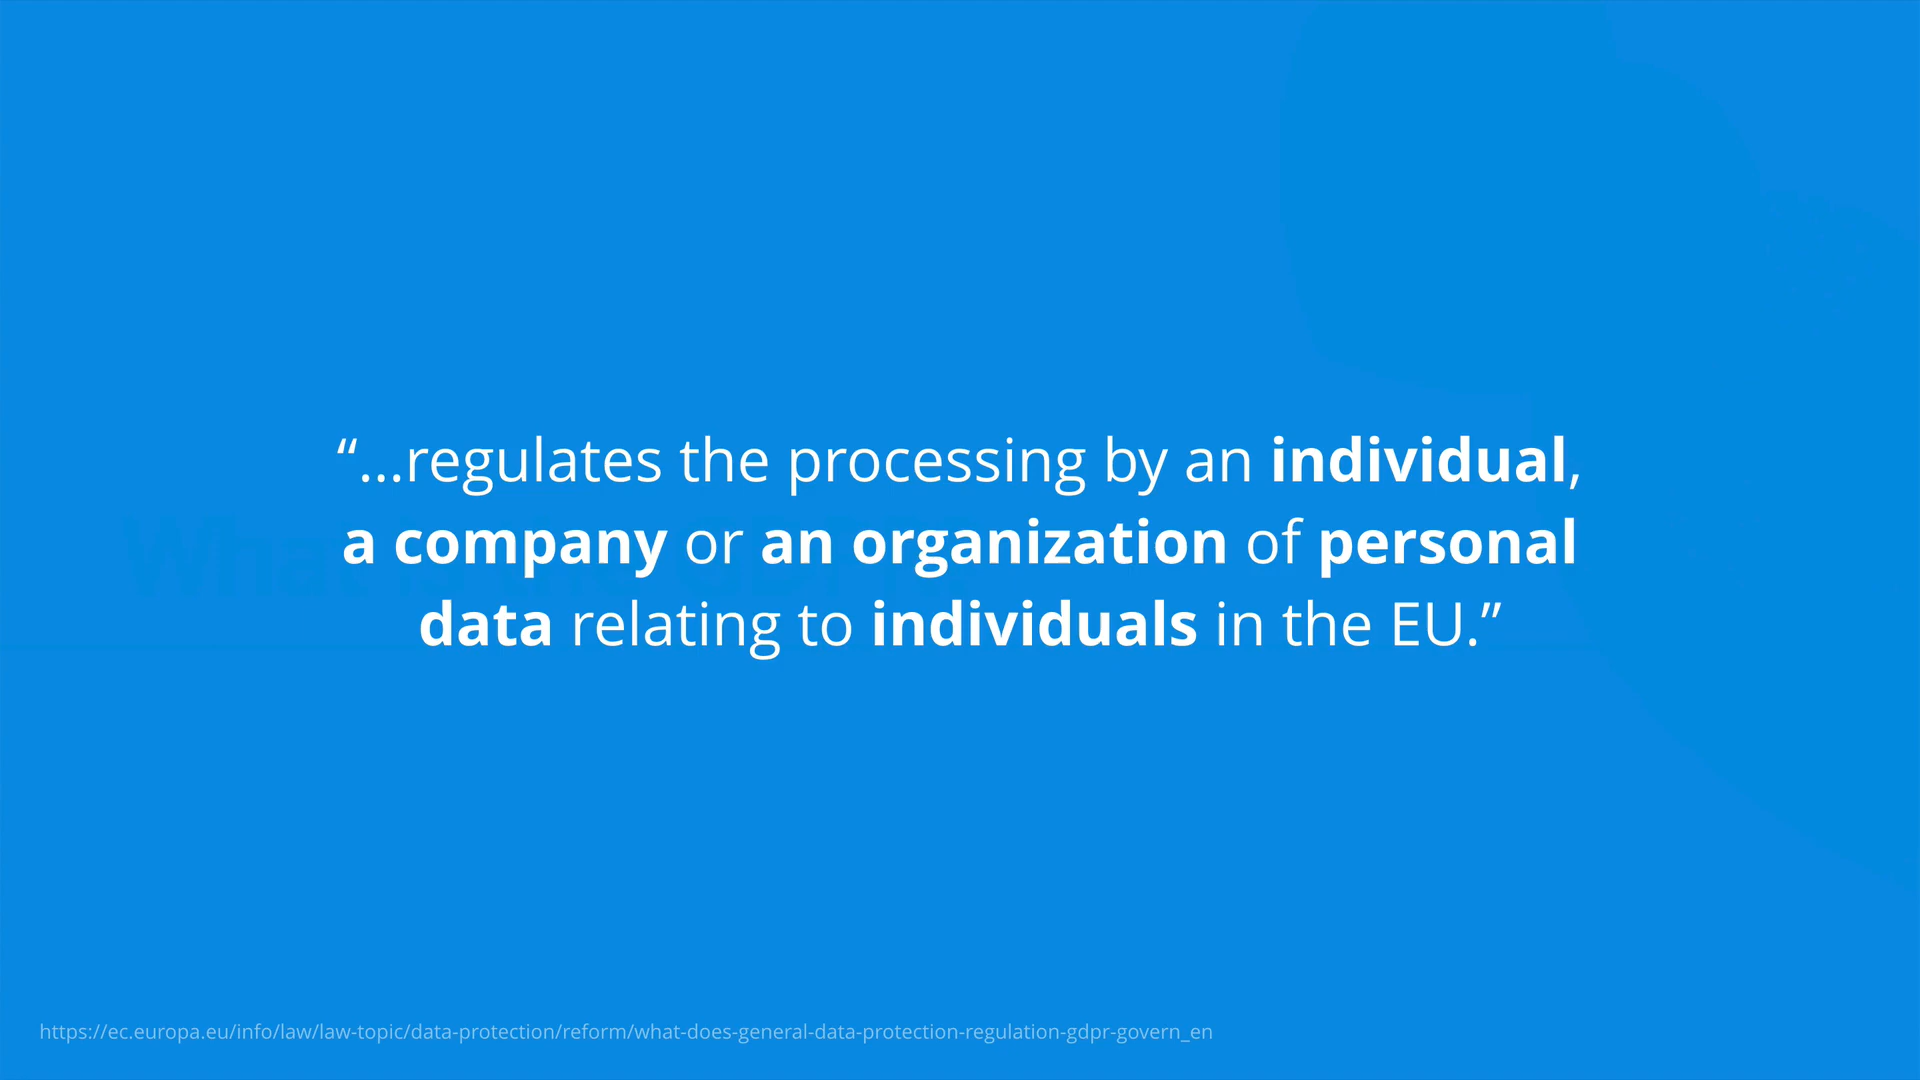 “...regulates the processing by an individual,
a company or an organization of personal
data relating to individuals in the EU.”
https://ec.europa.eu/info/law/law-topic/data-protection/reform/what-does-general-data-protection-regulation-gdpr-govern_en